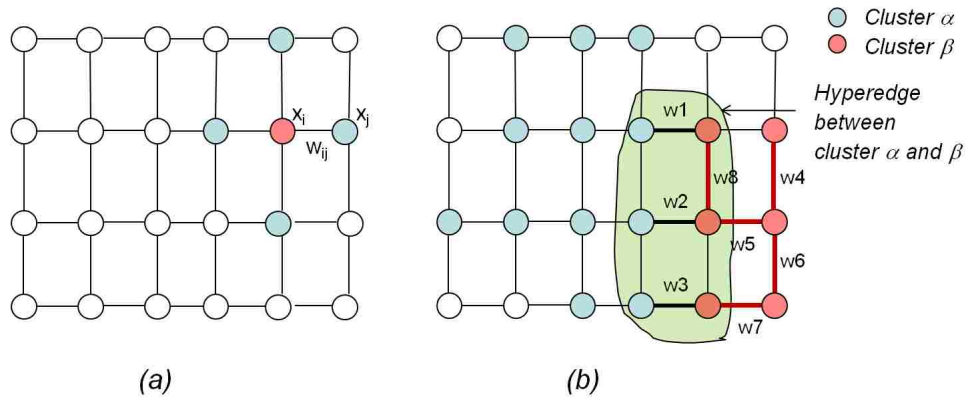 Cluster α
Cluster β
xi
xj
wij
w1
Hyperedge
between
cluster α and β
w8
w4
w2
w5
w6
w3
w7
(a)
(b)